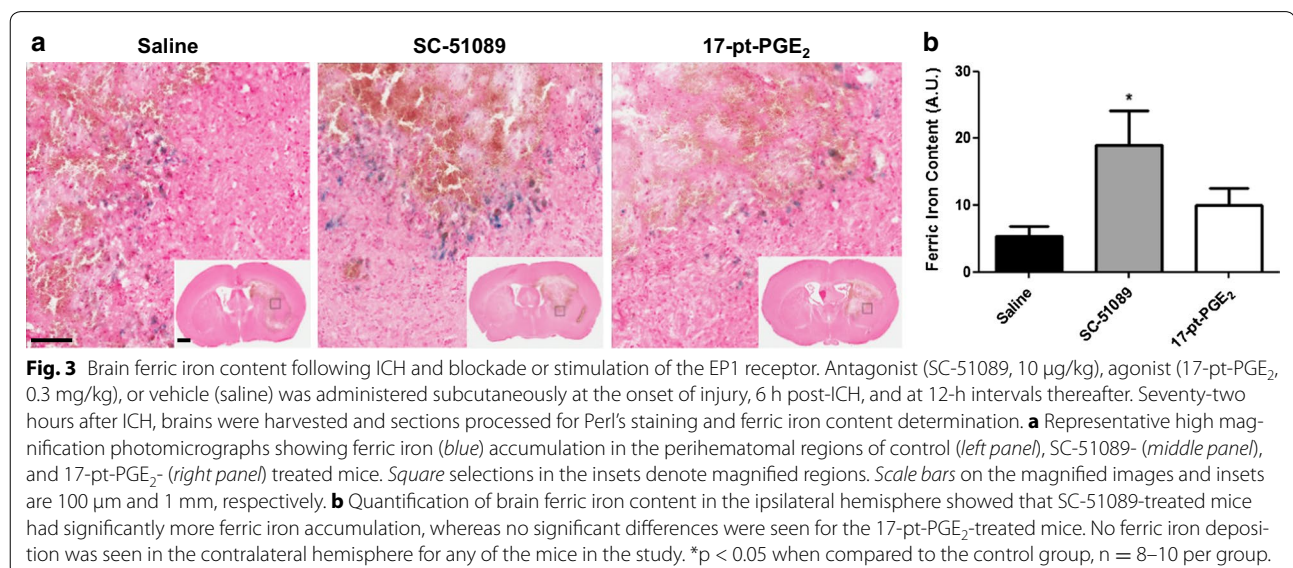 a
Saline
SC-51089
17-pt-PGE₂
b
Ferric Iron Content (A.U.)
30
20
10
0
*
Saline
SC-51089
17-pt-PGE₂
Fig. 3 Brain ferric iron content following ICH and blockade or stimulation of the EP1 receptor. Antagonist (SC-51089, 10 µg/kg), agonist (17-pt-PGE₂,
0.3 mg/kg), or vehicle (saline) was administered subcutaneously at the onset of injury, 6 h post-ICH, and at 12-h intervals thereafter. Seventy-two
hours after ICH, brains were harvested and sections processed for Perl's staining and ferric iron content determination. a Representative high mag-
nification photomicrographs showing ferric iron (blue) accumulation in the perihematomal regions of control (left panel), SC-51089- (middle panel),
and 17-pt-PGE₂- (right panel) treated mice. Square selections in the insets denote magnified regions. Scale bars on the magnified images and insets
are 100 µm and 1 mm, respectively. b Quantification of brain ferric iron content in the ipsilateral hemisphere showed that SC-51089-treated mice
had significantly more ferric iron accumulation, whereas no significant differences were seen for the 17-pt-PGE₂-treated mice. No ferric iron deposi-
tion was seen in the contralateral hemisphere for any of the mice in the study. *p < 0.05 when compared to the control group, n = 8–10 per group.